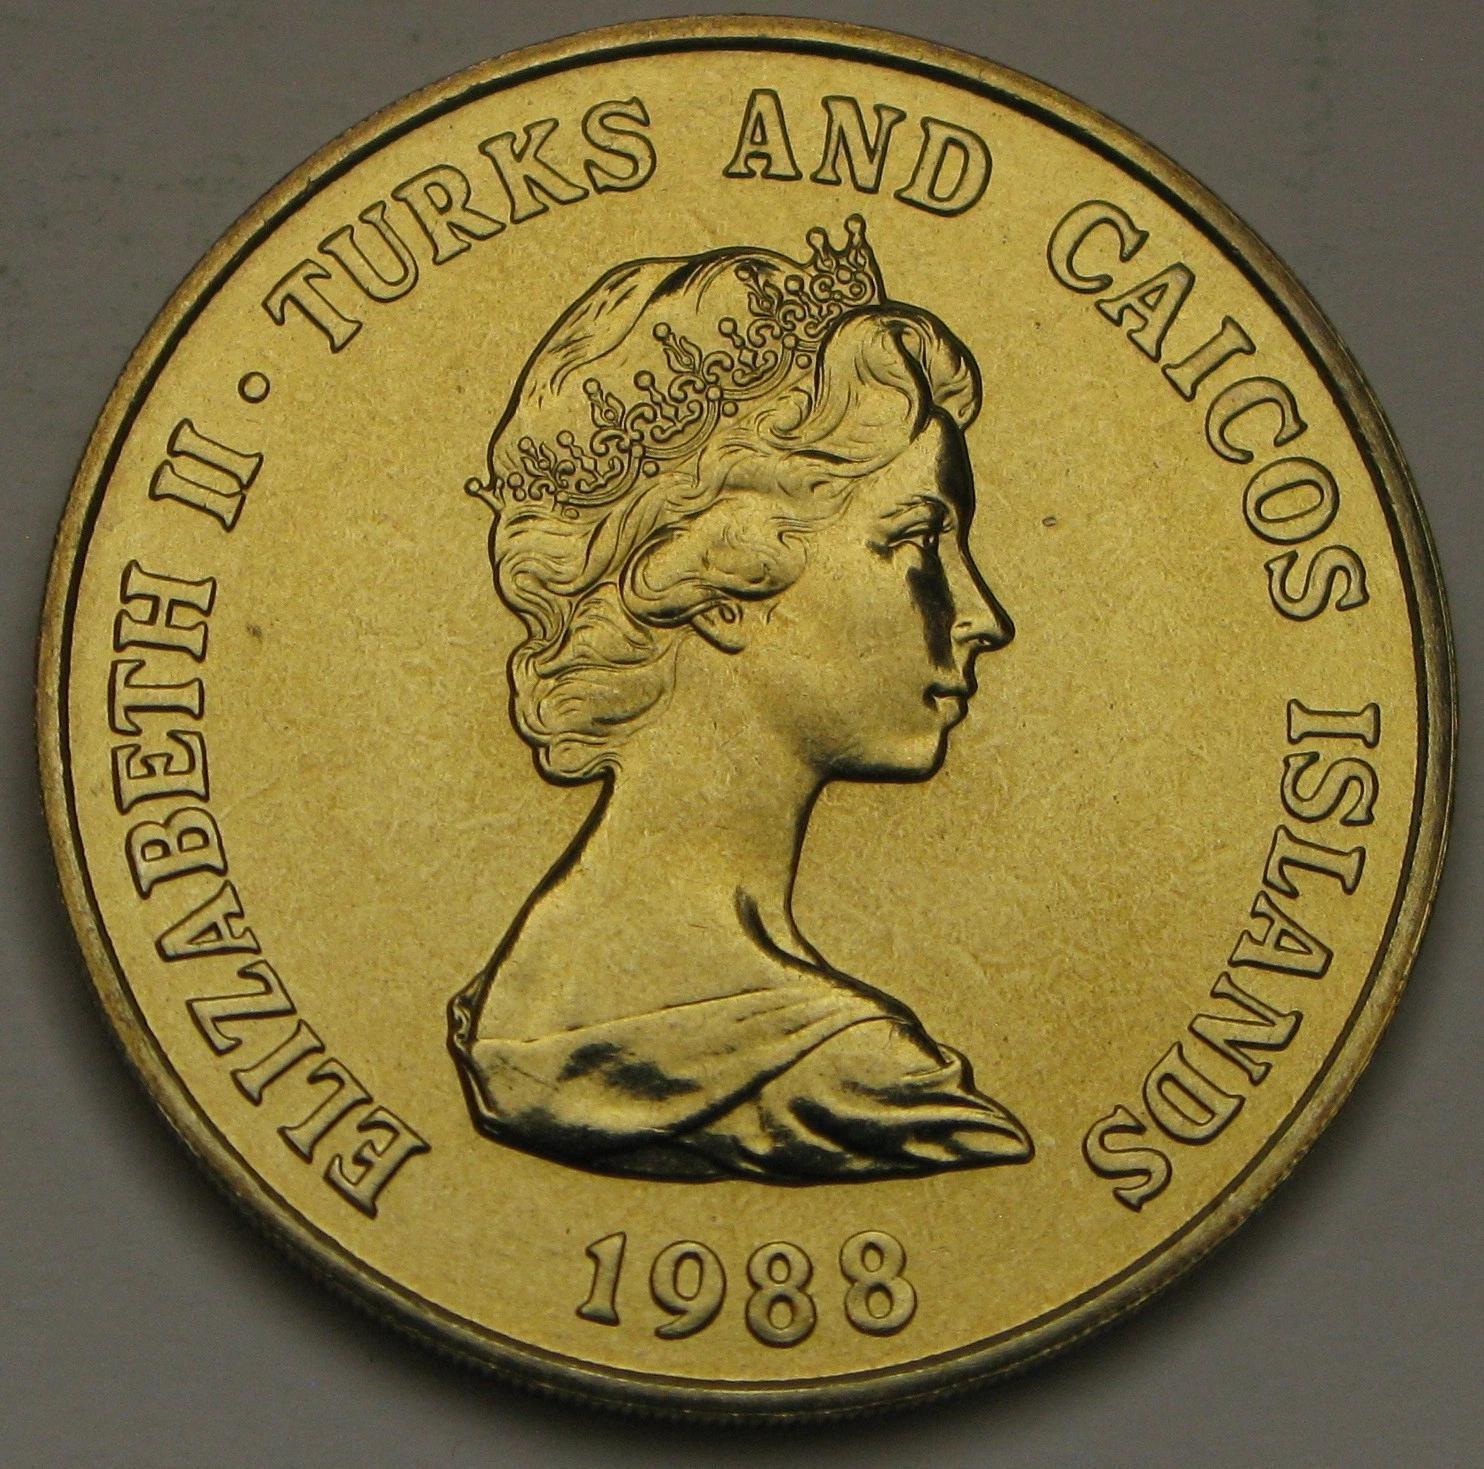 ELIZABETH II · TURKS AND CAICOS ISLANDS
1988